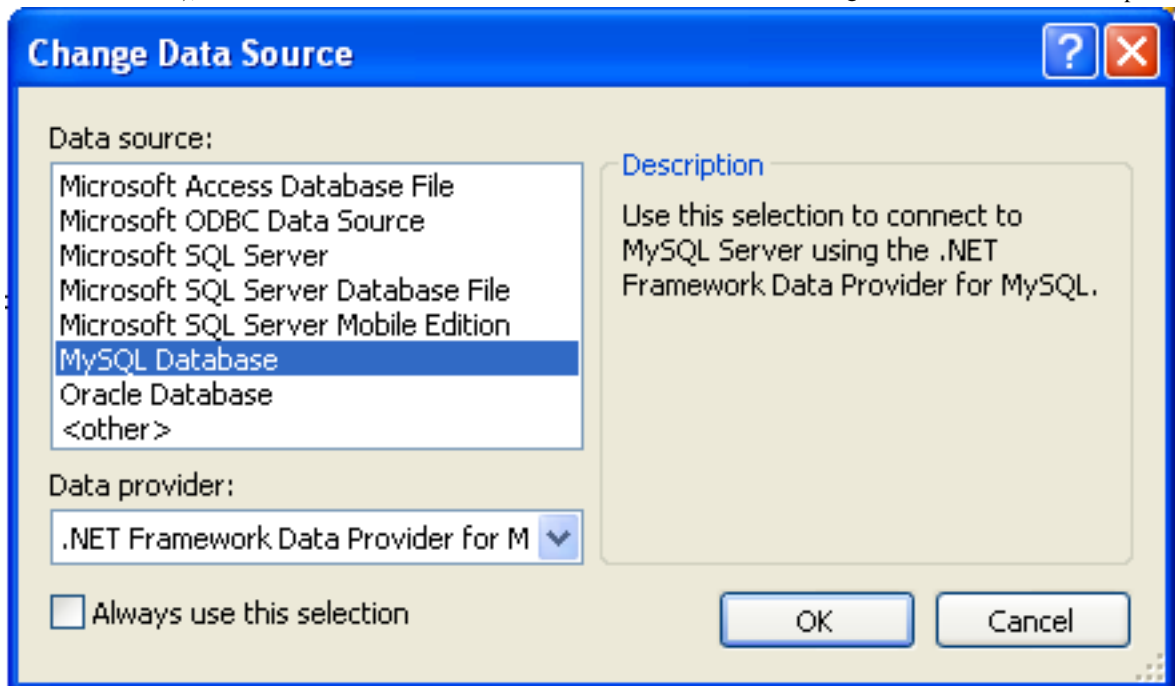 Change Data Source
Data source:
Microsoft Access Database File
Microsoft ODBC Data Source
Microsoft SQL Server
Microsoft SQL Server Database File
Microsoft SQL Server Mobile Edition
MySQL Database
Oracle Database
<other>
Description
Use this selection to connect to
MySQL Server using the .NET
Framework Data Provider for MySQL.
Data provider:
.NET Framework Data Provider for M
Always use this selection
OK
Cancel